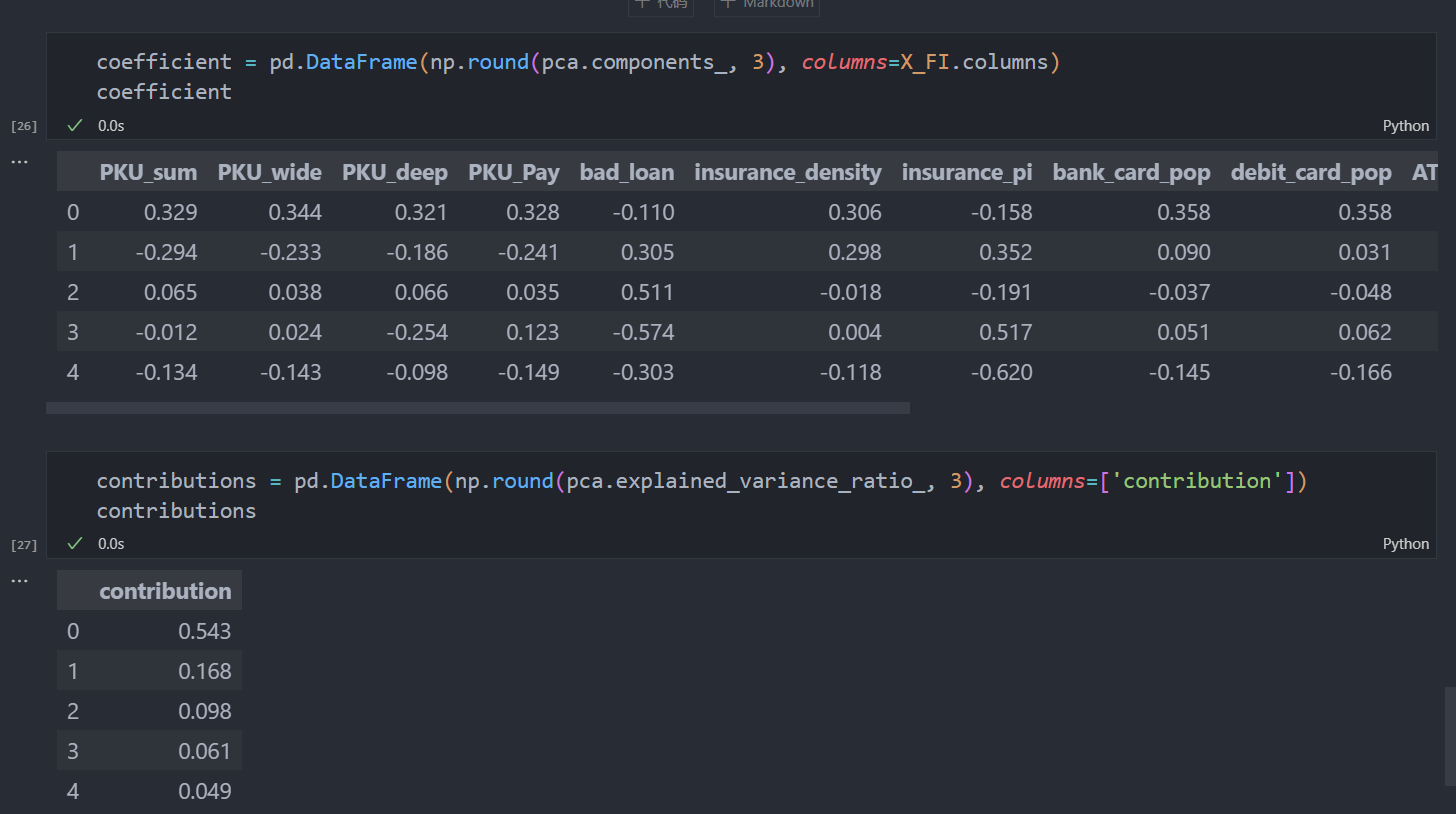 + 代码 + Markdown
coefficient = pd.DataFrame(np.round(pca.components_, 3), columns=X_FI.columns)
coefficient
[26] ✓ 0.0s Python
...
PKU_sum PKU_wide PKU_deep PKU_Pay bad_loan insurance_density insurance_pi bank_card_pop debit_card_pop AT
0 0.329 0.344 0.321 0.328 -0.110 0.306 -0.158 0.358 0.358
1 -0.294 -0.233 -0.186 -0.241 0.305 0.298 0.352 0.090 0.031
2 0.065 0.038 0.066 0.035 0.511 -0.018 -0.191 -0.037 -0.048
3 -0.012 0.024 -0.254 0.123 -0.574 0.004 0.517 0.051 0.062
4 -0.134 -0.143 -0.098 -0.149 -0.303 -0.118 -0.620 -0.145 -0.166
contributions = pd.DataFrame(np.round(pca.explained_variance_ratio_, 3), columns=['contribution'])
contributions
[27] ✓ 0.0s Python
...
contribution
0 0.543
1 0.168
2 0.098
3 0.061
4 0.049